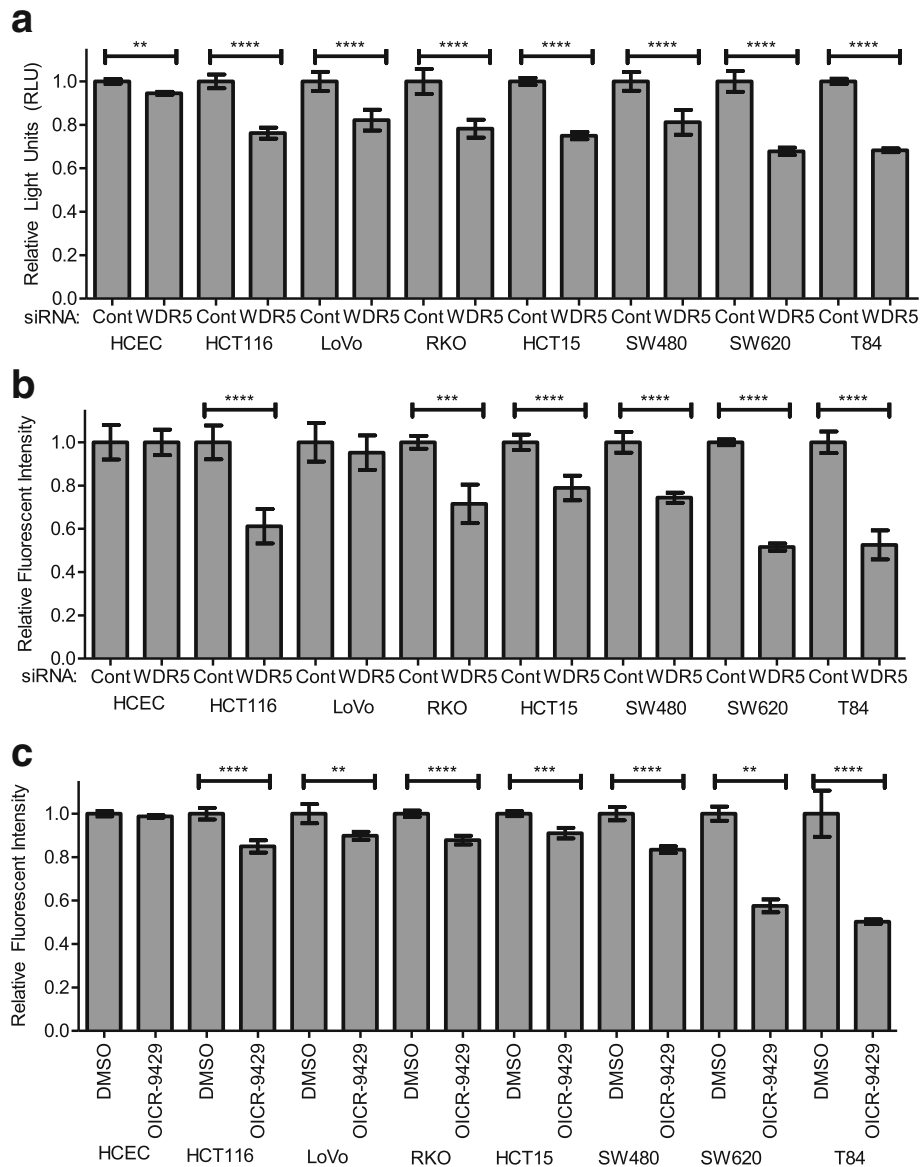 a
** **** **** **** **** **** **** ****
Relative Light Units (RLU)
1.0
0.8
0.6
0.4
0.2
0.0
siRNA: Cont WDR5 Cont WDR5 Cont WDR5 Cont WDR5 Cont WDR5 Cont WDR5 Cont WDR5 Cont WDR5
HCEC HCT116 LoVo RKO HCT15 SW480 SW620 T84
b
**** *** **** **** **** ****
Relative Fluorescent Intensity
1.0
0.8
0.6
0.4
0.2
0.0
siRNA: Cont WDR5 Cont WDR5 Cont WDR5 Cont WDR5 Cont WDR5 Cont WDR5 Cont WDR5 Cont WDR5
HCEC HCT116 LoVo RKO HCT15 SW480 SW620 T84
c
**** ** **** *** **** ** ****
Relative Fluorescent Intensity
1.0
0.8
0.6
0.4
0.2
0.0
DMSO OICR-9429 DMSO OICR-9429 DMSO OICR-9429 DMSO OICR-9429 DMSO OICR-9429 DMSO OICR-9429 DMSO OICR-9429 DMSO OICR-9429
HCEC HCT116 LoVo RKO HCT15 SW480 SW620 T84